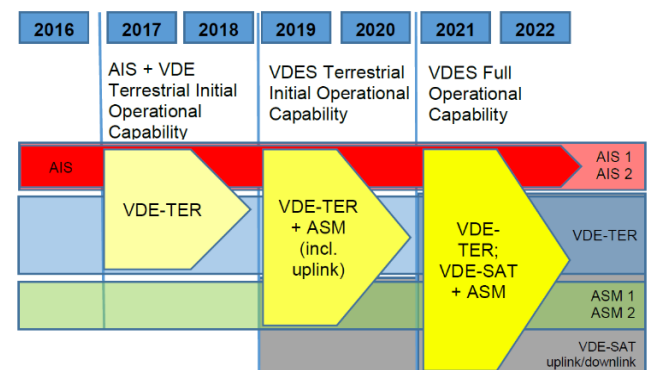 2016 2017 2018 2019 2020 2021 2022
AIS + VDE
Terrestrial Initial
Operational
Capability
VDES Terrestrial
Initial Operational
Capability
VDES Full
Operational
Capability
AIS
AIS 1
AIS 2
VDE-TER
VDE-TER
+ ASM
(incl.
uplink)
VDE-
TER;
VDE-SAT
+ ASM
VDE-TER
ASM 1
ASM 2
VDE-SAT
uplink/downlink